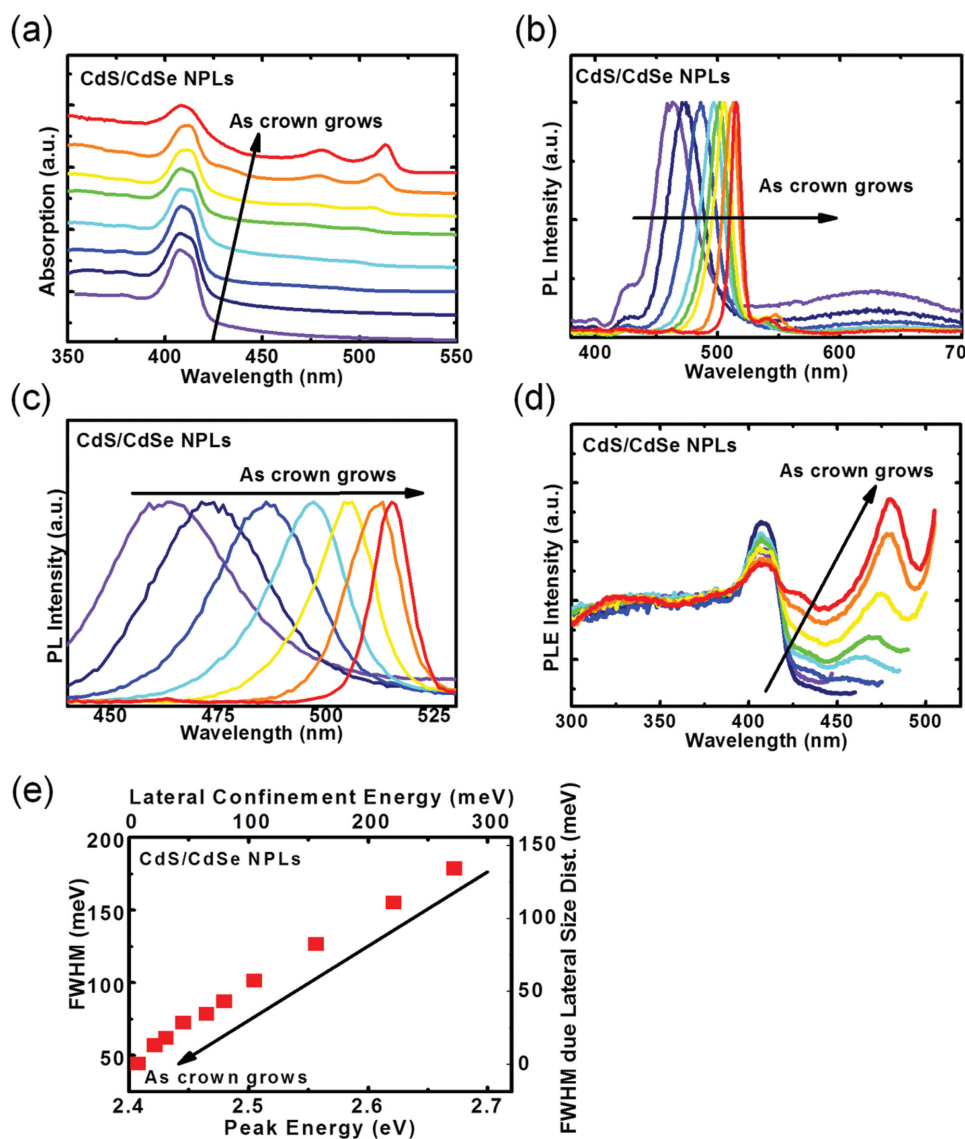 (a)
CdS/CdSe NPLs
As crown grows
Absorption (a.u.)
350 400 450 500 550
Wavelength (nm)
(b)
CdS/CdSe NPLs
As crown grows
PL Intensity (a.u.)
400 500 600 70
Wavelength (nm)
(c)
CdS/CdSe NPLs
As crown grows
PL Intensity (a.u.)
450 475 500 525
Wavelength (nm)
(d)
CdS/CdSe NPLs
As crown grows
PLE Intensity (a.u.)
300 350 400 450 500
Wavelength (nm)
(e)
Lateral Confinement Energy (meV)
0 100 200 300
CdS/CdSe NPLs
200
150
100
50
FWHM (meV)
150
100
50
0
FWHM due Lateral Size Dist. (meV)
As crown grows
2.4 2.5 2.6 2.7
Peak Energy (eV)